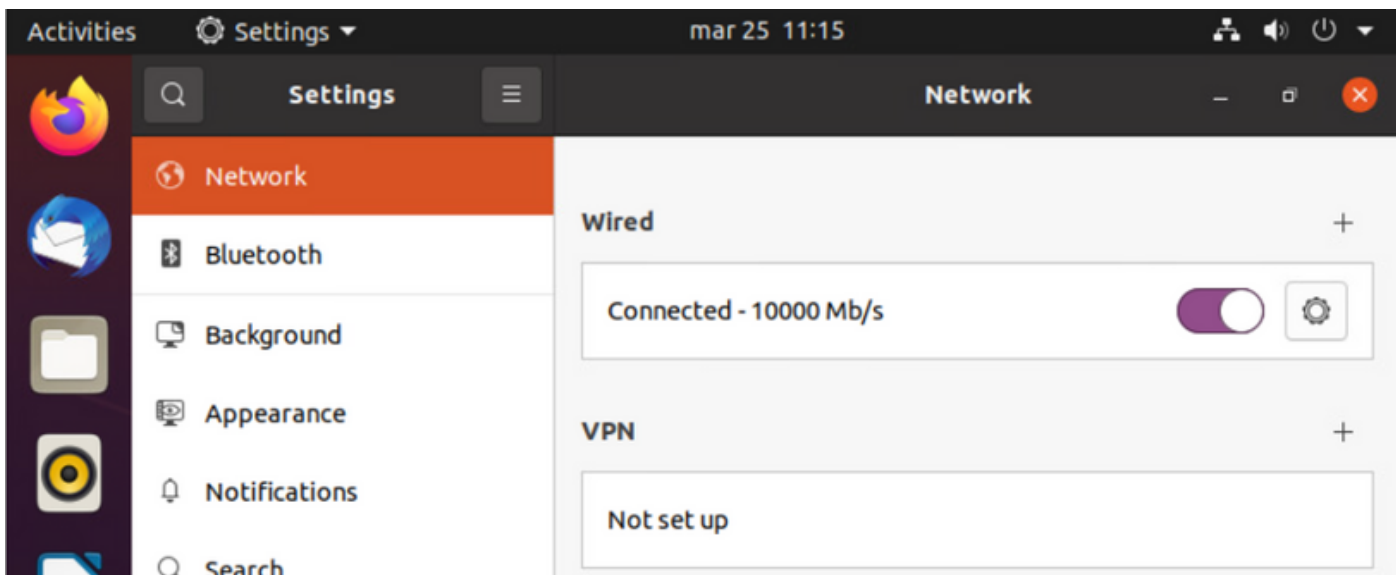 Activities Settings mar 25 11:15
Settings Network
Network
Wired
Bluetooth
Connected - 10000 Mb/s
Background
Appearance
VPN
Notifications
Not set up
Search